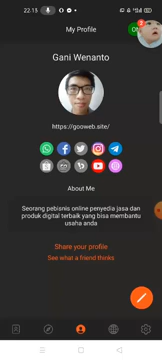 22.15
My Profile
ON
Gani Wenanto
https://gooweb.site/
About Me
Seorang pebisnis online penyedia jasa dan
produk digital terbaik yang bisa membantu
usaha anda
Share your profile
See what a friend thinks